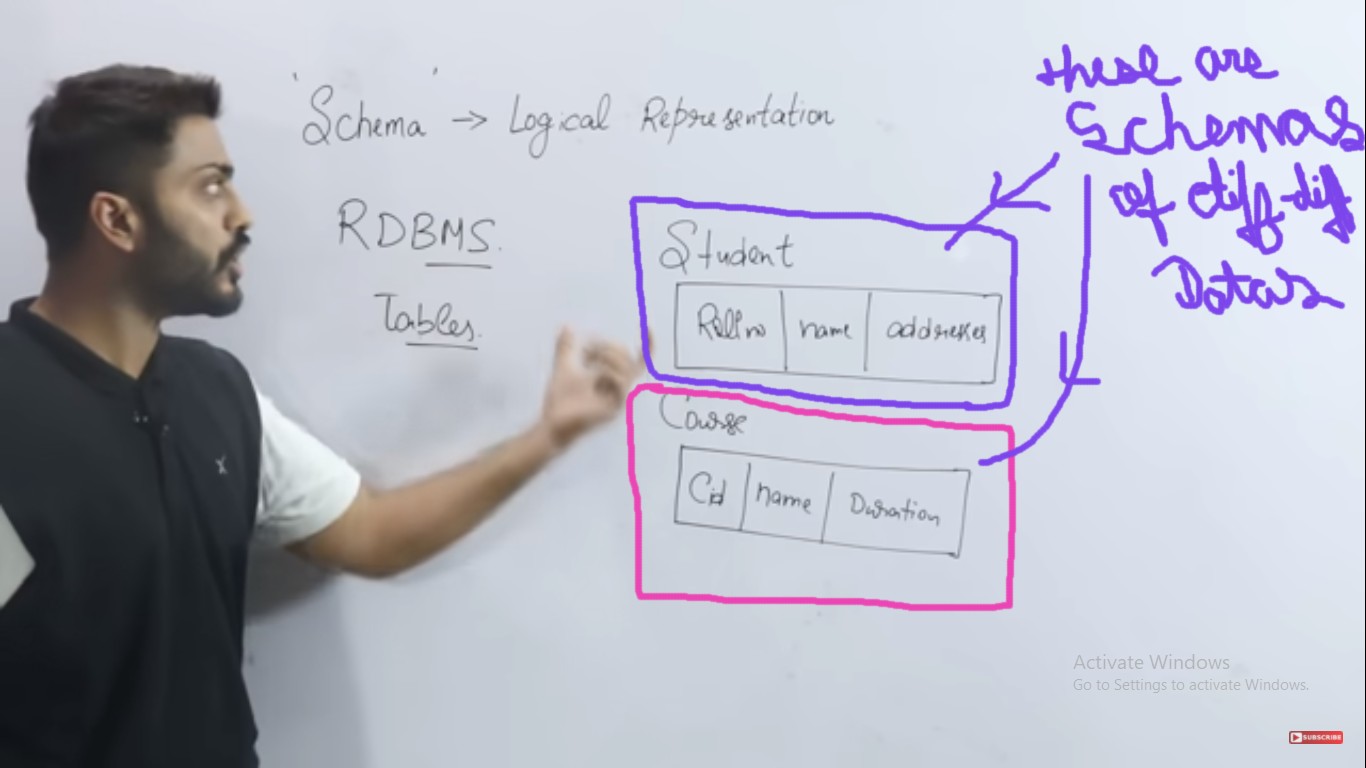 'Schema' → Logical Representation
RDBMS.
Tables.
Student
Rollno name addresses
Course
Cid name Duration
these are
Schemas
of diff-diff
Datas
Activate Windows
Go to Settings to activate Windows.
SUBSCRIBE